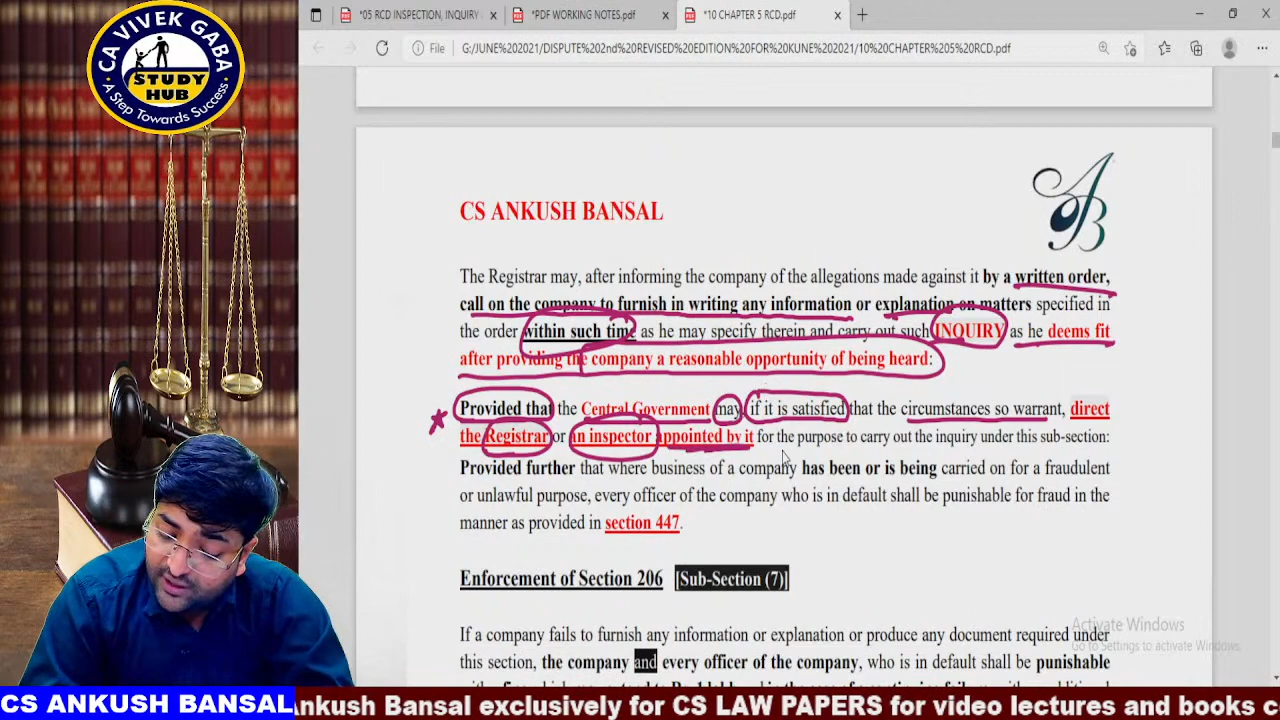 *05 RCD INSPECTION, INQUIRY
*PDF WORKING NOTES.pdf
*10 CHAPTER 5 RCD.pdf
File
G:/JUNE%202021/DISPUTE%202nd%20REVISED%20EDITION%20FOR%20JUNE%20...1/10%20CHAPTER%205%20RCD.pdf
CA VIVEK GABA
STUDY
HUB
A Step Towards Success
AB
CS ANKUSH BANSAL
The Registrar may, after informing the company of the allegations made against it by a written order,
call on the company to furnish in writing any information or explanation on matters specified in
the order within such time as he may specify therein and carry out such INQUIRY as he deems fit
after providing the company a reasonable opportunity of being heard:
Provided that the Central Government may, if it is satisfied that the circumstances so warrant, direct
the Registrar or an inspector appointed by it for the purpose to carry out the inquiry under this sub-section:
Provided further that where business of a company has been or is being carried on for a fraudulent
or unlawful purpose, every officer of the company who is in default shall be punishable for fraud in the
manner as provided in section 447.
Enforcement of Section 206 [Sub-Section (7)]
If a company fails to furnish any information or explanation or produce any document required under
this section, the company and every officer of the company, who is in default shall be punishable
Activate Windows
Go to Settings to activate Windows.
CS ANKUSH BANSAL
nkush Bansal exclusively for CS LAW PAPERS for video lectures and books c